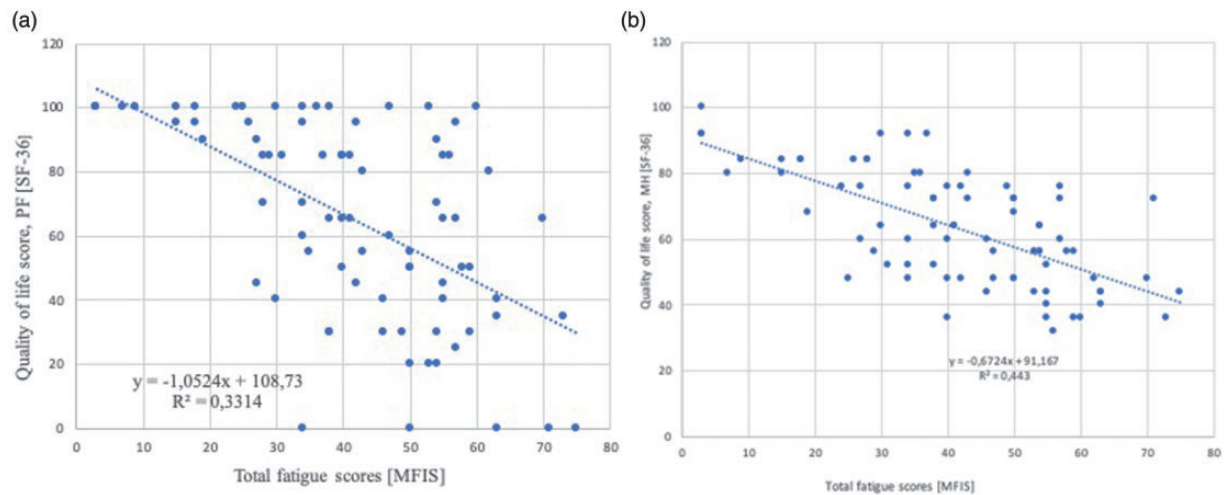 (a)
120
100
80
60
40
20
0
Quality of life score, PF [SF-36]
y = -1,0524x + 108,73
R² = 0,3314
0 10 20 30 40 50 60 70 80
Total fatigue scores [MFIS]
(b)
120
100
80
60
40
20
0
Quality of life score, MH [SF-36]
y = -0,6724x + 91,167
R² = 0,443
0 10 20 30 40 50 60 70 80
Total fatigue scores [MFIS]